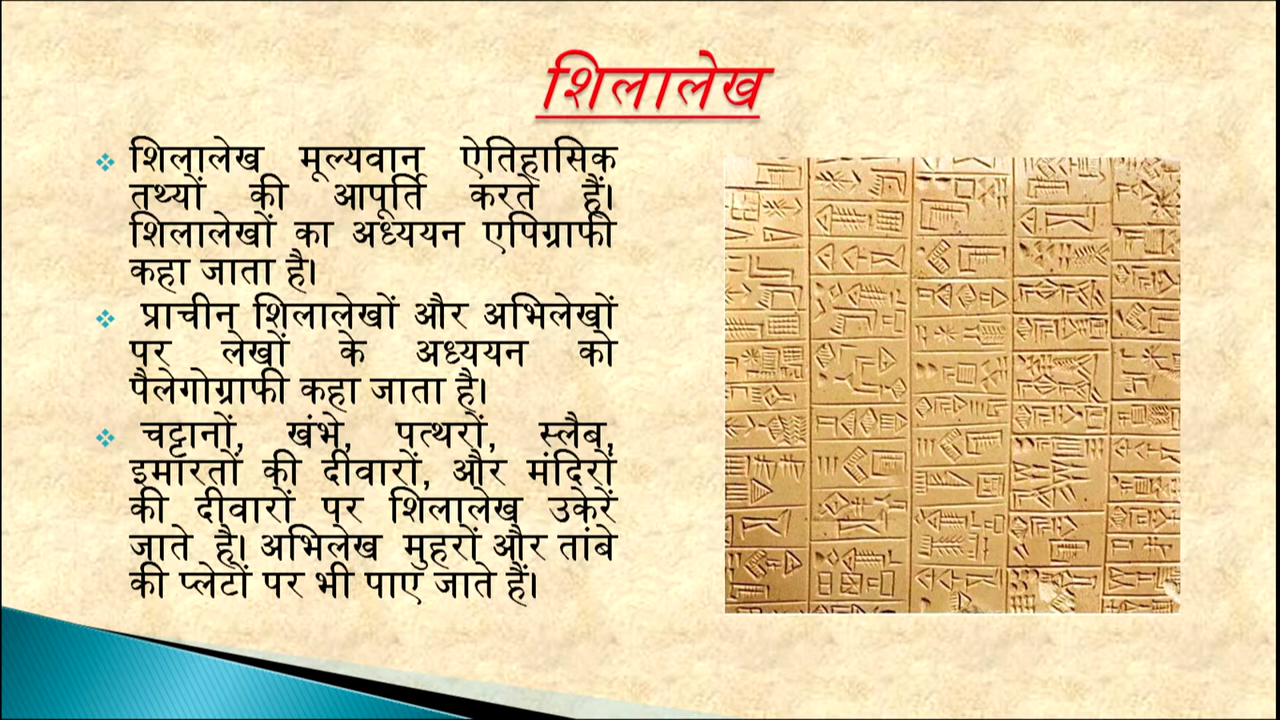 शिलालेख
शिलालेख मूल्यवान ऐतिहासिक
तथ्यों की आपूर्ति करते हैं।
शिलालेखों का अध्ययन एपिग्राफी
कहा जाता है।
प्राचीन शिलालेखों और अभिलेखों
पर लेखों के अध्ययन को
पैलेगोग्राफी कहा जाता है।
चट्टानों, खंभे, पत्थरों, स्लैब,
इमारतों की दीवारों, और मंदिरों
की दीवारों पर शिलालेख उकेरें
जाते है। अभिलेख मुहरों और तांबे
की प्लेटों पर भी पाए जाते हैं।